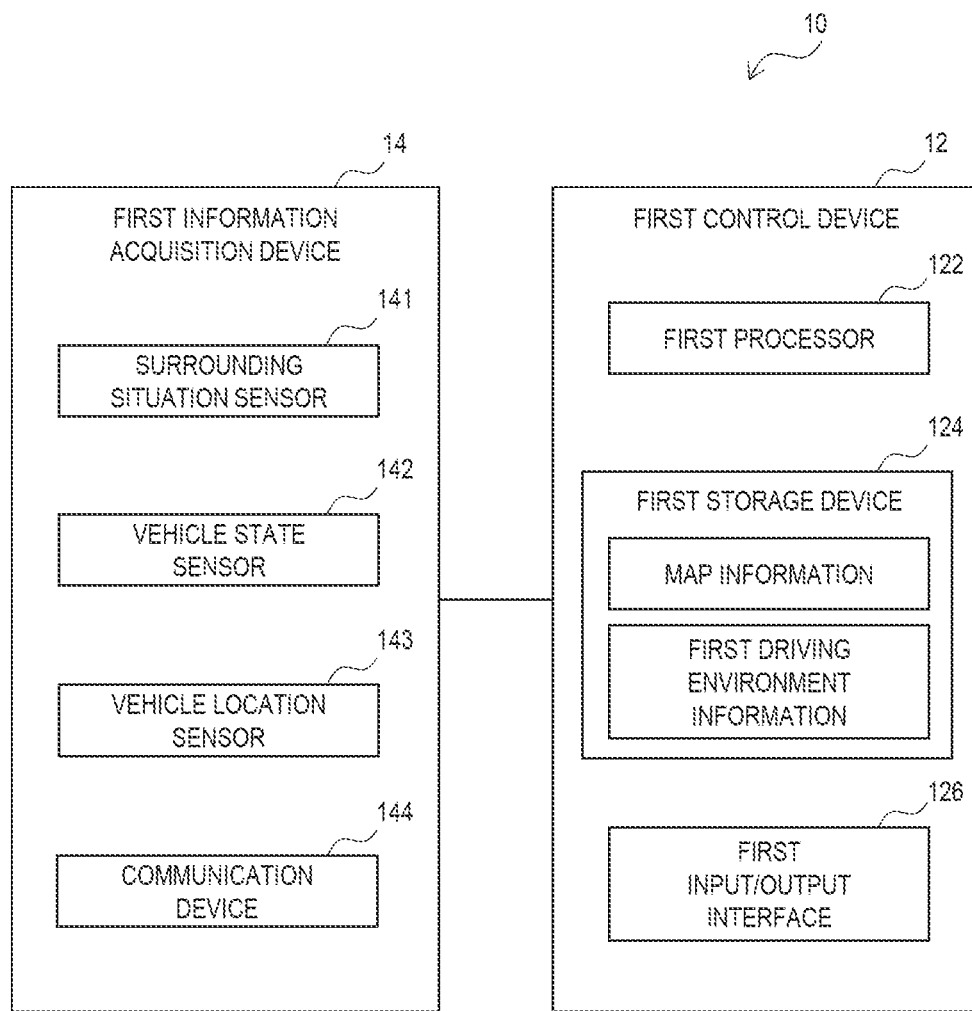 10
14
FIRST INFORMATION
ACQUISITION DEVICE
141
SURROUNDING
SITUATION SENSOR
142
VEHICLE STATE
SENSOR
143
VEHICLE LOCATION
SENSOR
144
COMMUNICATION
DEVICE
12
FIRST CONTROL DEVICE
122
FIRST PROCESSOR
124
FIRST STORAGE DEVICE
MAP INFORMATION
FIRST DRIVING
ENVIRONMENT
INFORMATION
126
FIRST
INPUT/OUTPUT
INTERFACE